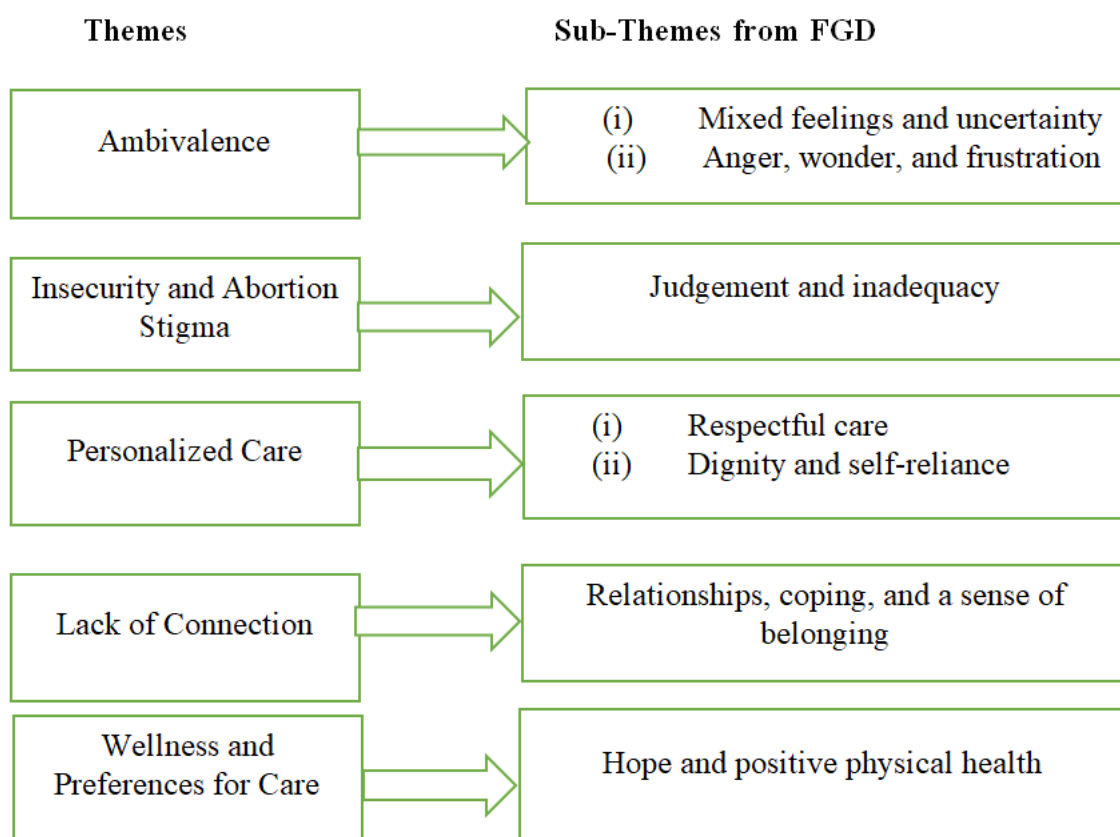 Themes
Sub-Themes from FGD
Ambivalence
(i) Mixed feelings and uncertainty
(ii) Anger, wonder, and frustration
Insecurity and Abortion
Stigma
Judgement and inadequacy
Personalized Care
(i) Respectful care
(ii) Dignity and self-reliance
Lack of Connection
Relationships, coping, and a sense of
belonging
Wellness and
Preferences for Care
Hope and positive physical health